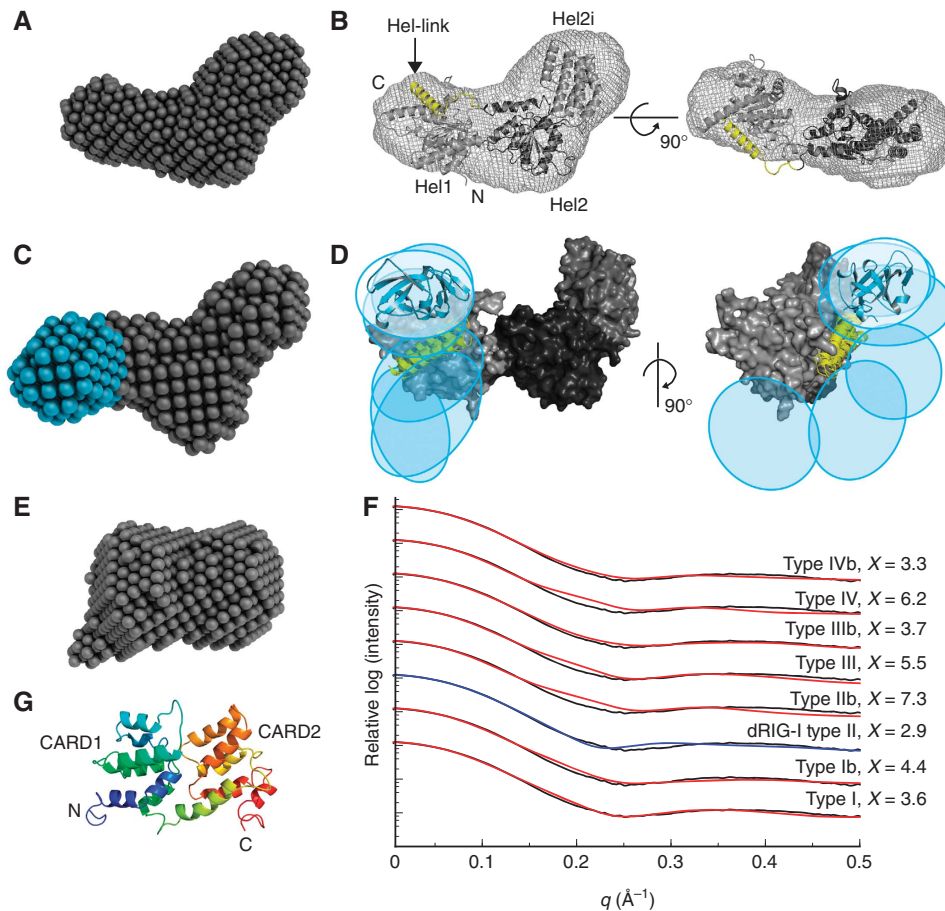 A
B
Hel-link
Hel2i
C
90°
Hel1
N
Hel2
C
D
90°
E
F
Type IVb, X = 3.3
Type IV, X = 6.2
Type IIIb, X = 3.7
Type III, X = 5.5
Type IIb, X = 7.3
dRIG-I type II, X = 2.9
Type Ib, X = 4.4
Type I, X = 3.6
Relative log (intensity)
0
0.1
0.2
0.3
0.4
0.5
q (Å⁻¹)
G
CARD1
CARD2
N
C